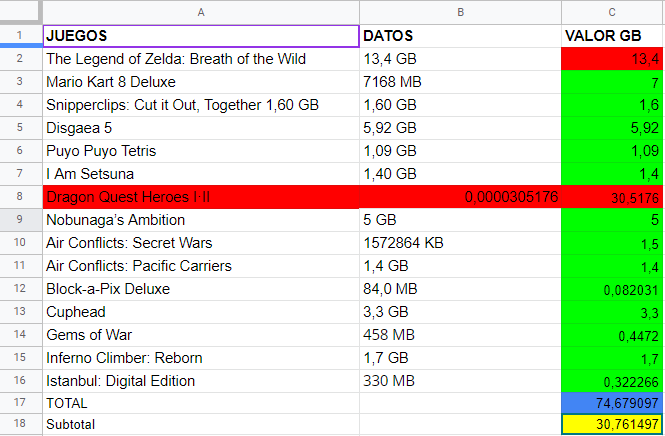 A B C
1 JUEGOS DATOS VALOR GB
2 The Legend of Zelda: Breath of the Wild 13,4 GB 13,4
3 Mario Kart 8 Deluxe 7168 MB 7
4 Snipperclips: Cut it Out, Together 1,60 GB 1,60 GB 1,6
5 Disgaea 5 5,92 GB 5,92
6 Puyo Puyo Tetris 1,09 GB 1,09
7 I Am Setsuna 1,40 GB 1,4
8 Dragon Quest Heroes I·II 0,0000305176 30,5176
9 Nobunaga’s Ambition 5 GB 5
10 Air Conflicts: Secret Wars 1572864 KB 1,5
11 Air Conflicts: Pacific Carriers 1,4 GB 1,4
12 Block-a-Pix Deluxe 84,0 MB 0,082031
13 Cuphead 3,3 GB 3,3
14 Gems of War 458 MB 0,4472
15 Inferno Climber: Reborn 1,7 GB 1,7
16 Istanbul: Digital Edition 330 MB 0,322266
17 TOTAL 74,679097
18 Subtotal 30,761497